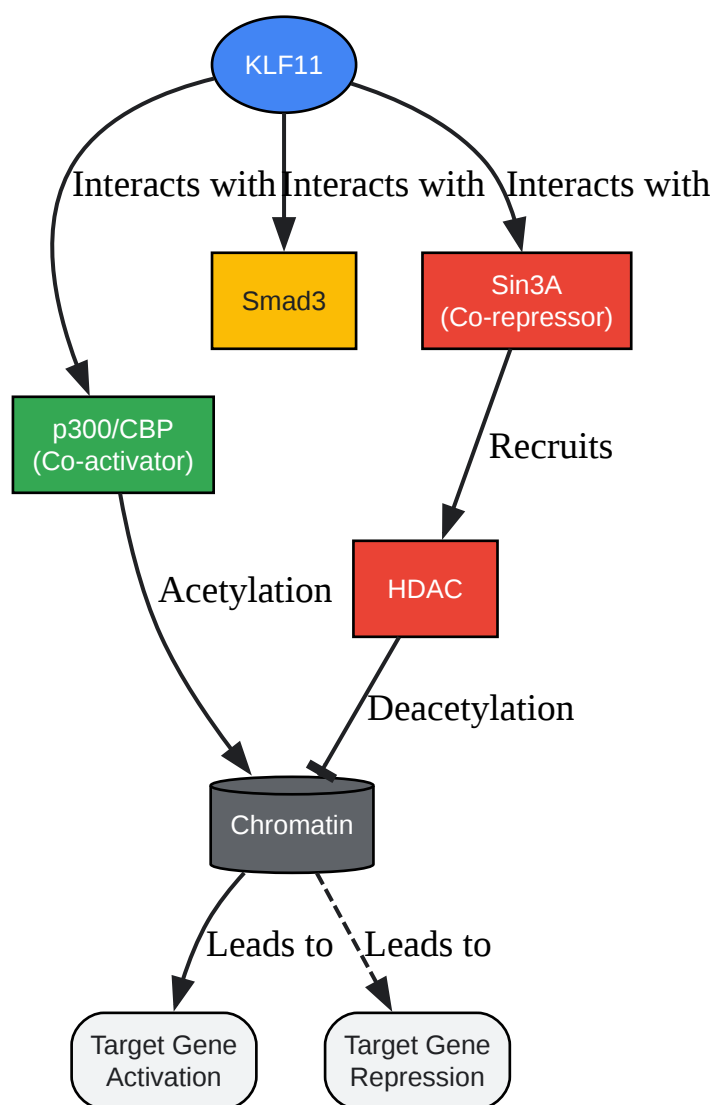 KLF11
Interacts with
Interacts with
Interacts with
Smad3
Sin3A
(Co-repressor)
p300/CBP
(Co-activator)
Recruits
Acetylation
HDAC
Deacetylation
Chromatin
Leads to
Leads to
Target Gene
Activation
Target Gene
Repression